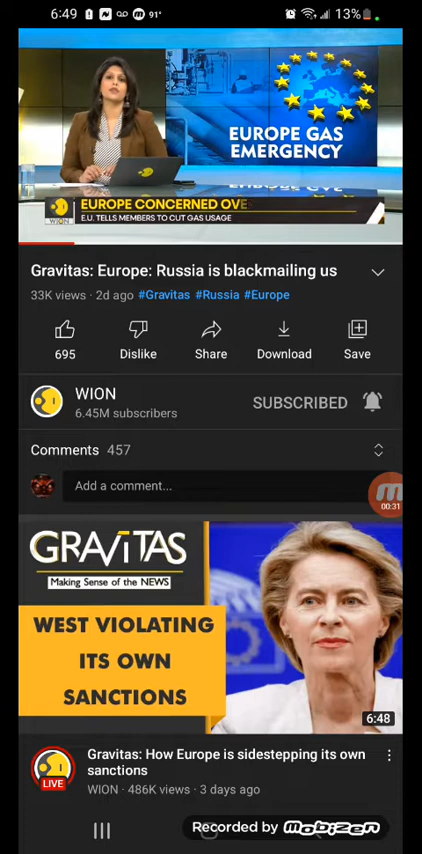 6:49 91° 13%
EUROPE GAS
EMERGENCY
WION
EUROPE CONCERNED OVE
E.U. TELLS MEMBERS TO CUT GAS USAGE
Gravitas: Europe: Russia is blackmailing us
33K views · 2d ago #Gravitas #Russia #Europe
695 Dislike Share Download Save
WION SUBSCRIBED
6.45M subscribers
Comments 457
Add a comment...
00:31
GRAVITAS
Making Sense of the NEWS
WEST VIOLATING
ITS OWN
SANCTIONS
6:48
Gravitas: How Europe is sidestepping its own
sanctions
LIVE
WION · 486K views · 3 days ago
Recorded by mobizen